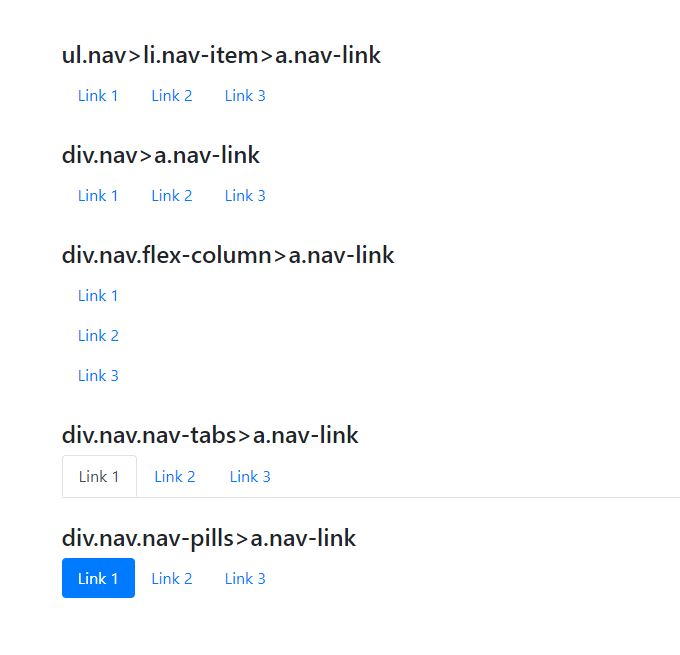 ul.nav>li.nav-item>a.nav-link
Link 1 Link 2 Link 3
div.nav>a.nav-link
Link 1 Link 2 Link 3
div.nav.flex-column>a.nav-link
Link 1
Link 2
Link 3
div.nav.nav-tabs>a.nav-link
Link 1 Link 2 Link 3
div.nav.nav-pills>a.nav-link
Link 1 Link 2 Link 3